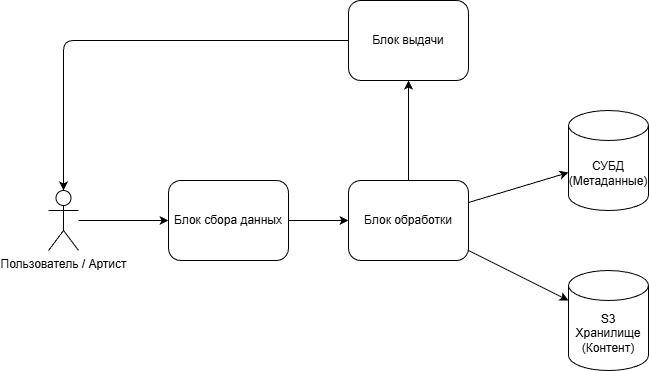 Блок выдачи
СУБД
(Метаданные)
Блок сбора данных
Блок обработки
Пользователь / Артист
S3
Хранилище
(Контент)